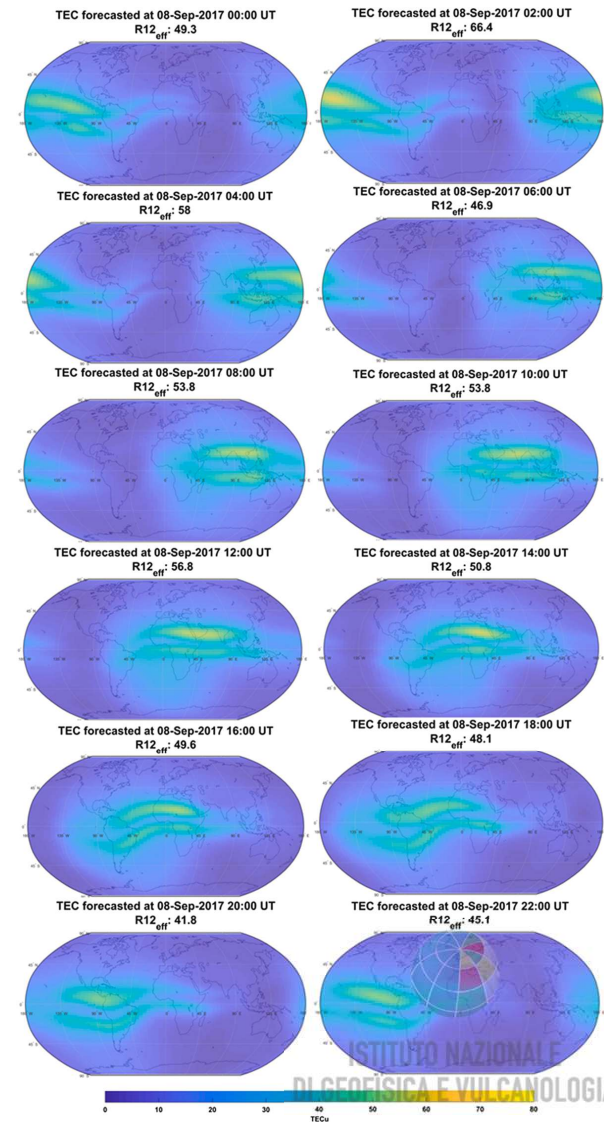 TEC forecasted at 08-Sep-2017 00:00 UT
R12eff: 49.3
TEC forecasted at 08-Sep-2017 02:00 UT
R12eff: 66.4
TEC forecasted at 08-Sep-2017 04:00 UT
R12eff: 58
TEC forecasted at 08-Sep-2017 06:00 UT
R12eff: 46.9
TEC forecasted at 08-Sep-2017 08:00 UT
R12eff: 53.8
TEC forecasted at 08-Sep-2017 10:00 UT
R12eff: 53.8
TEC forecasted at 08-Sep-2017 12:00 UT
R12eff: 56.8
TEC forecasted at 08-Sep-2017 14:00 UT
R12eff: 50.8
TEC forecasted at 08-Sep-2017 16:00 UT
R12eff: 49.6
TEC forecasted at 08-Sep-2017 18:00 UT
R12eff: 48.1
TEC forecasted at 08-Sep-2017 20:00 UT
R12eff: 41.8
TEC forecasted at 08-Sep-2017 22:00 UT
R12eff: 45.1
ISTITUTO NAZIONALE
DI GEOFISICA E VULCANOLOGIA
0 10 20 30 40 50 60 70 80
TECu